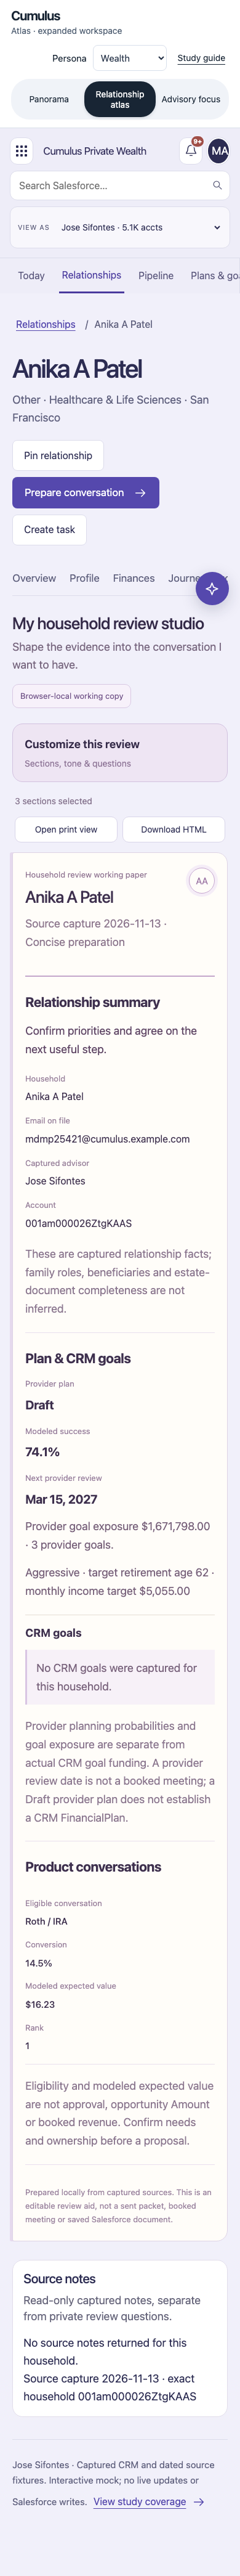 Cumulus
Atlas · expanded workspace
Persona Wealth Study guide
Panorama Relationship atlas Advisory focus
Cumulus Private Wealth 9+ MA
Search Salesforce...
VIEW AS Jose Sifontes · 5.1K accts
Today Relationships Pipeline Plans & goa
Relationships / Anika A Patel
Anika A Patel
Other · Healthcare & Life Sciences · San
Francisco
Pin relationship
Prepare conversation →
Create task
Overview Profile Finances Journe
My household review studio
Shape the evidence into the conversation I
want to have.
Browser-local working copy
Customize this review
Sections, tone & questions
3 sections selected
Open print view Download HTML
Household review working paper AA
Anika A Patel
Source capture 2026-11-13 ·
Concise preparation
Relationship summary
Confirm priorities and agree on the
next useful step.
Household
Anika A Patel
Email on file
mdmp25421@cumulus.example.com
Captured advisor
Jose Sifontes
Account
001am000026ZtgKAAS
These are captured relationship facts;
family roles, beneficiaries and estate-
document completeness are not
inferred.
Plan & CRM goals
Provider plan
Draft
Modeled success
74.1%
Next provider review
Mar 15, 2027
Provider goal exposure $1,671,798.00
· 3 provider goals.
Aggressive · target retirement age 62 ·
monthly income target $5,055.00
CRM goals
No CRM goals were captured for
this household.
Provider planning probabilities and
goal exposure are separate from
actual CRM goal funding. A provider
review date is not a booked meeting; a
Draft provider plan does not establish
a CRM FinancialPlan.
Product conversations
Eligible conversation
Roth / IRA
Conversion
14.5%
Modeled expected value
$16.23
Rank
1
Eligibility and modeled expected value
are not approval, opportunity Amount
or booked revenue. Confirm needs
and ownership before a proposal.
Prepared locally from captured sources. This is an
editable review aid, not a sent packet, booked
meeting or saved Salesforce document.
Source notes
Read-only captured notes, separate
from private review questions.
No source notes returned for this
household.
Source capture 2026-11-13 · exact
household 001am000026ZtgKAAS
Jose Sifontes · Captured CRM and dated source
fixtures. Interactive mock; no live updates or
Salesforce writes. View study coverage →